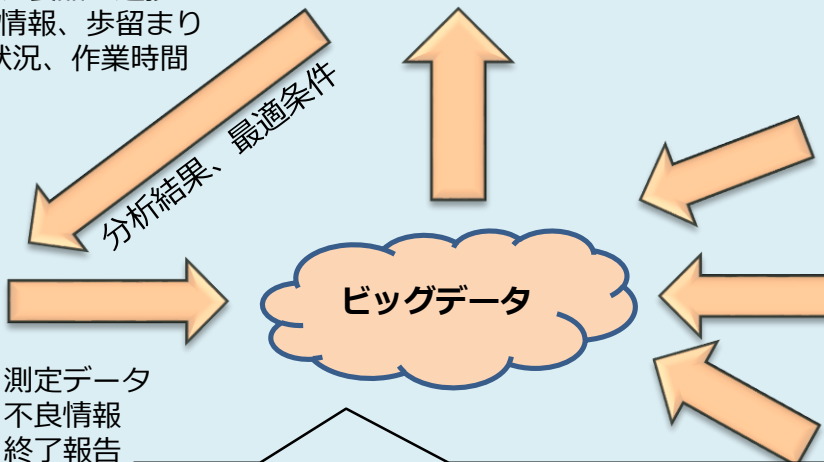 情報、歩留まり
状況、作業時間
分析結果、最適条件
ビッグデータ
測定データ
不良情報
終了報告